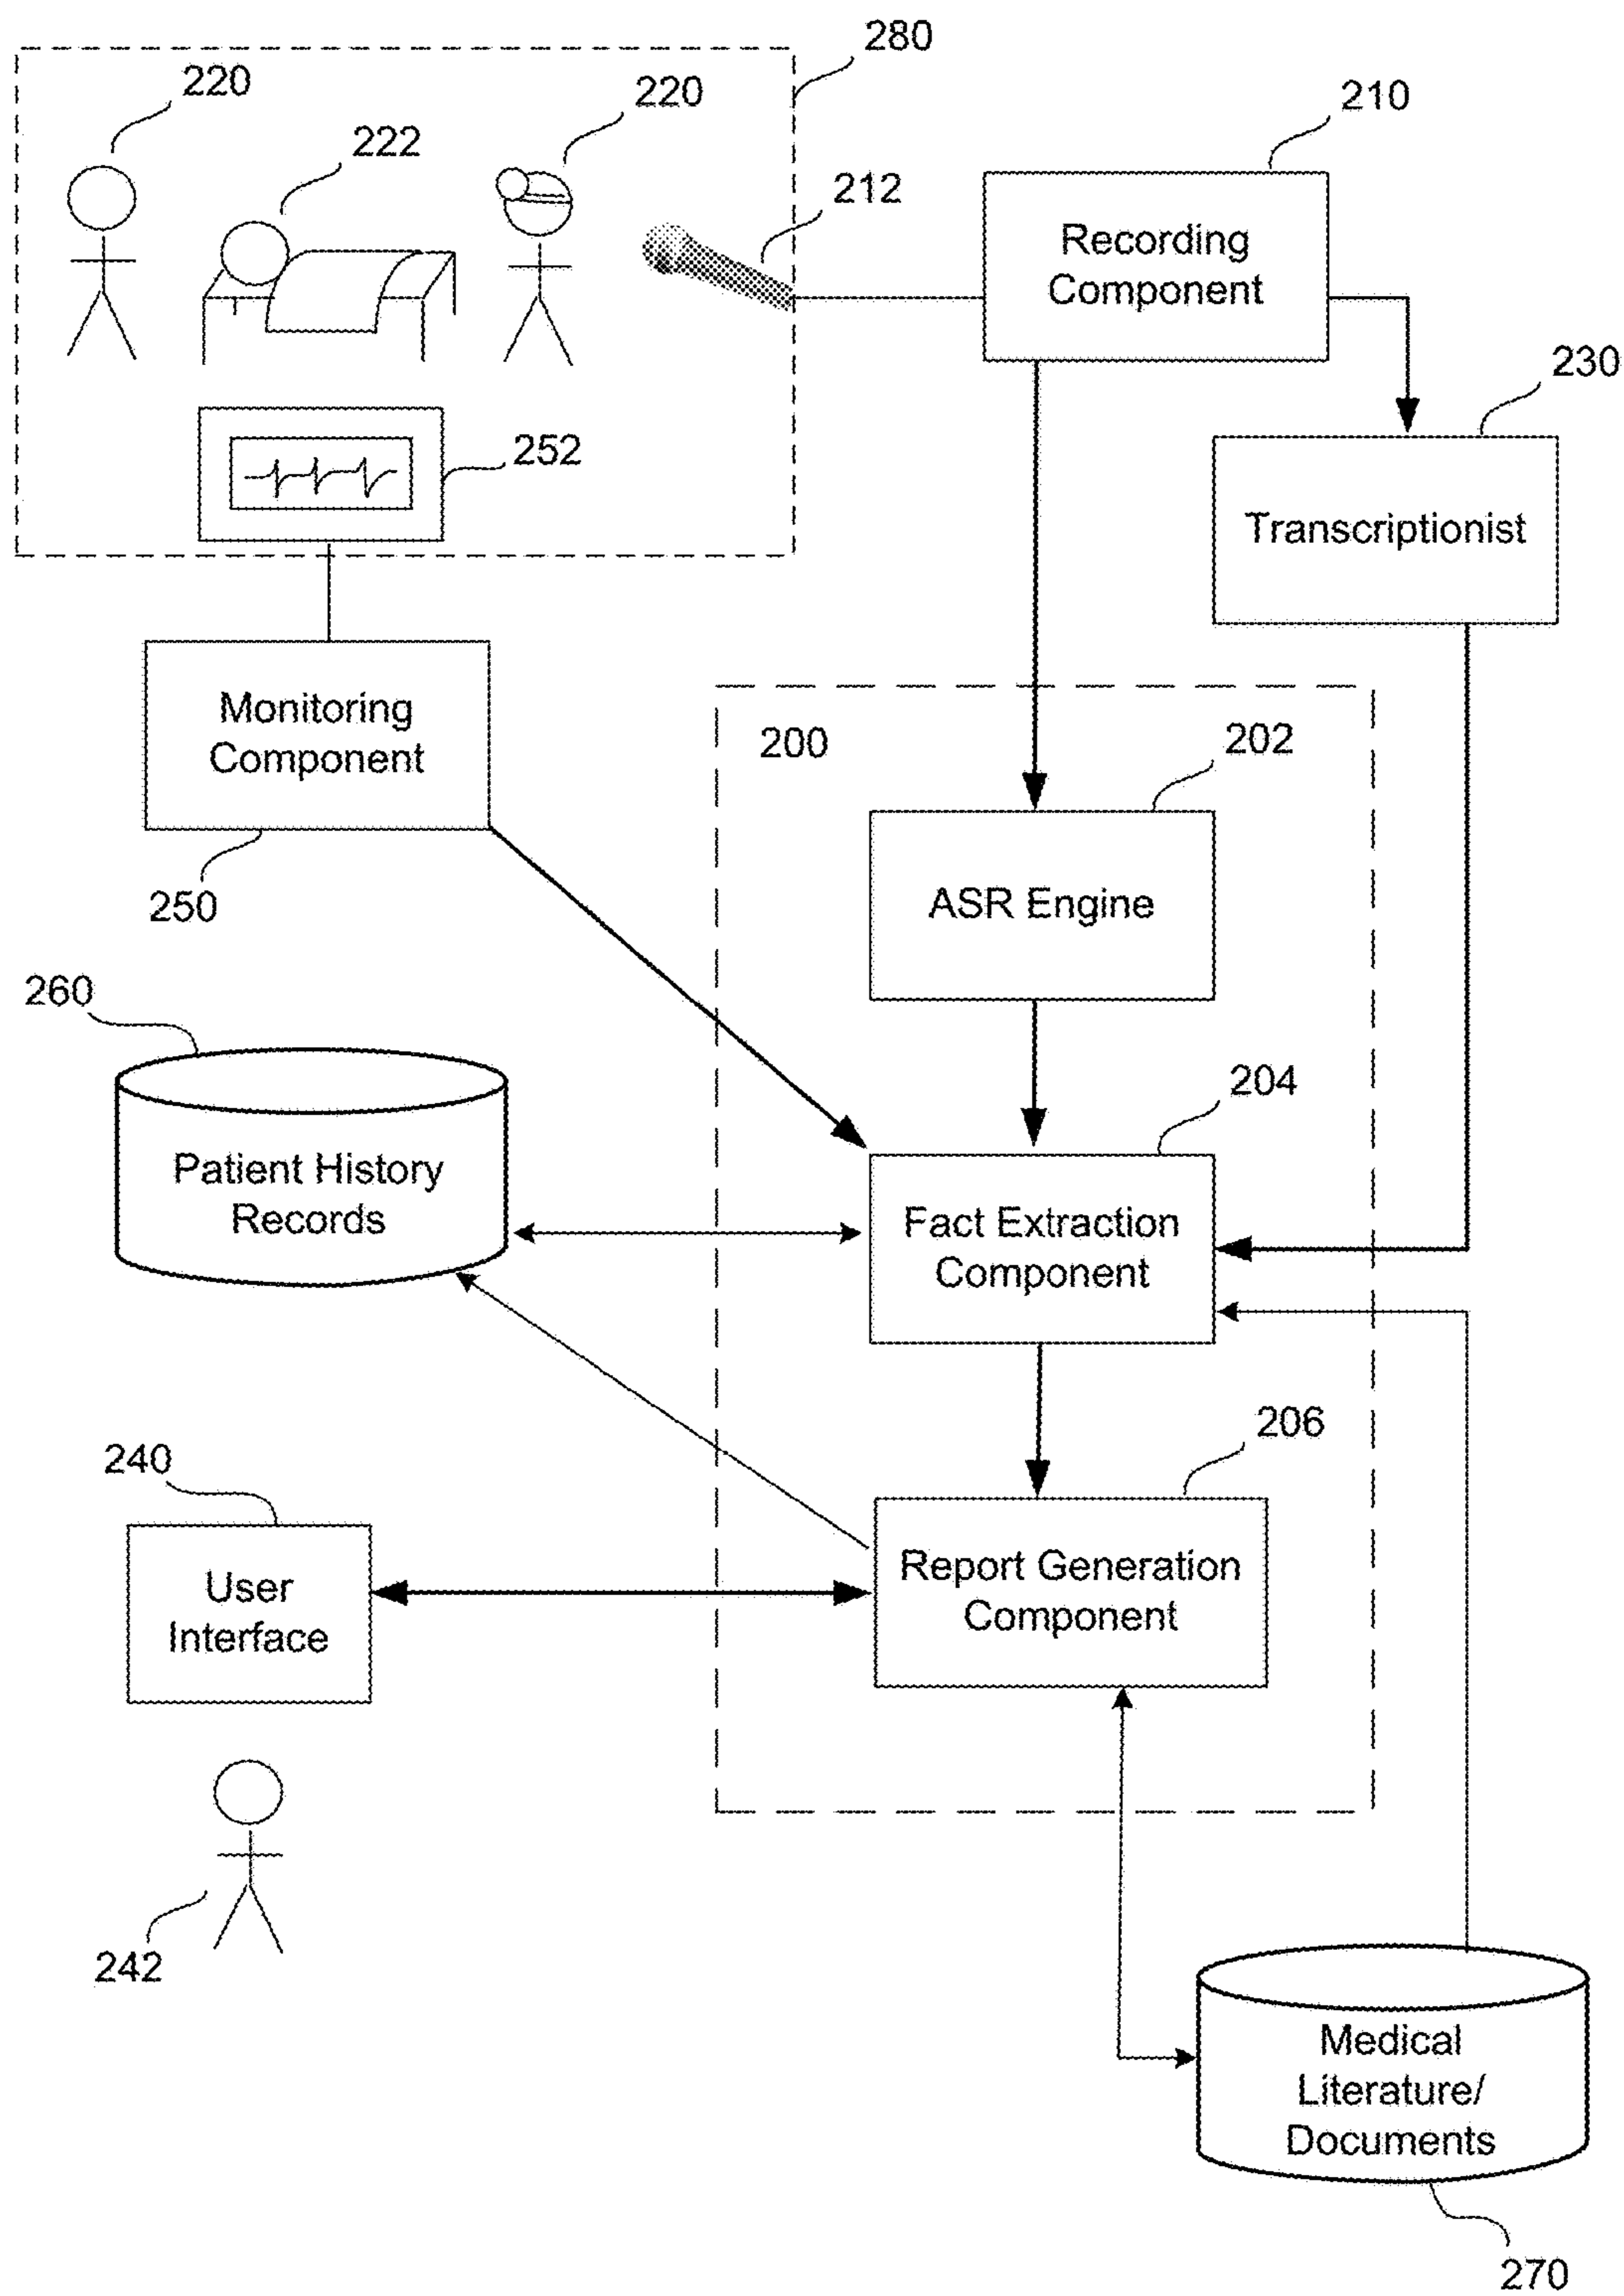 280
220
220
210
222
212
Recording
Component
230
252
Transcriptionist
Monitoring
Component
200
202
250
ASR Engine
260
204
Patient History
Records
Fact Extraction
Component
206
240
Report Generation
Component
User
Interface
242
Medical
Literature/
Documents
270